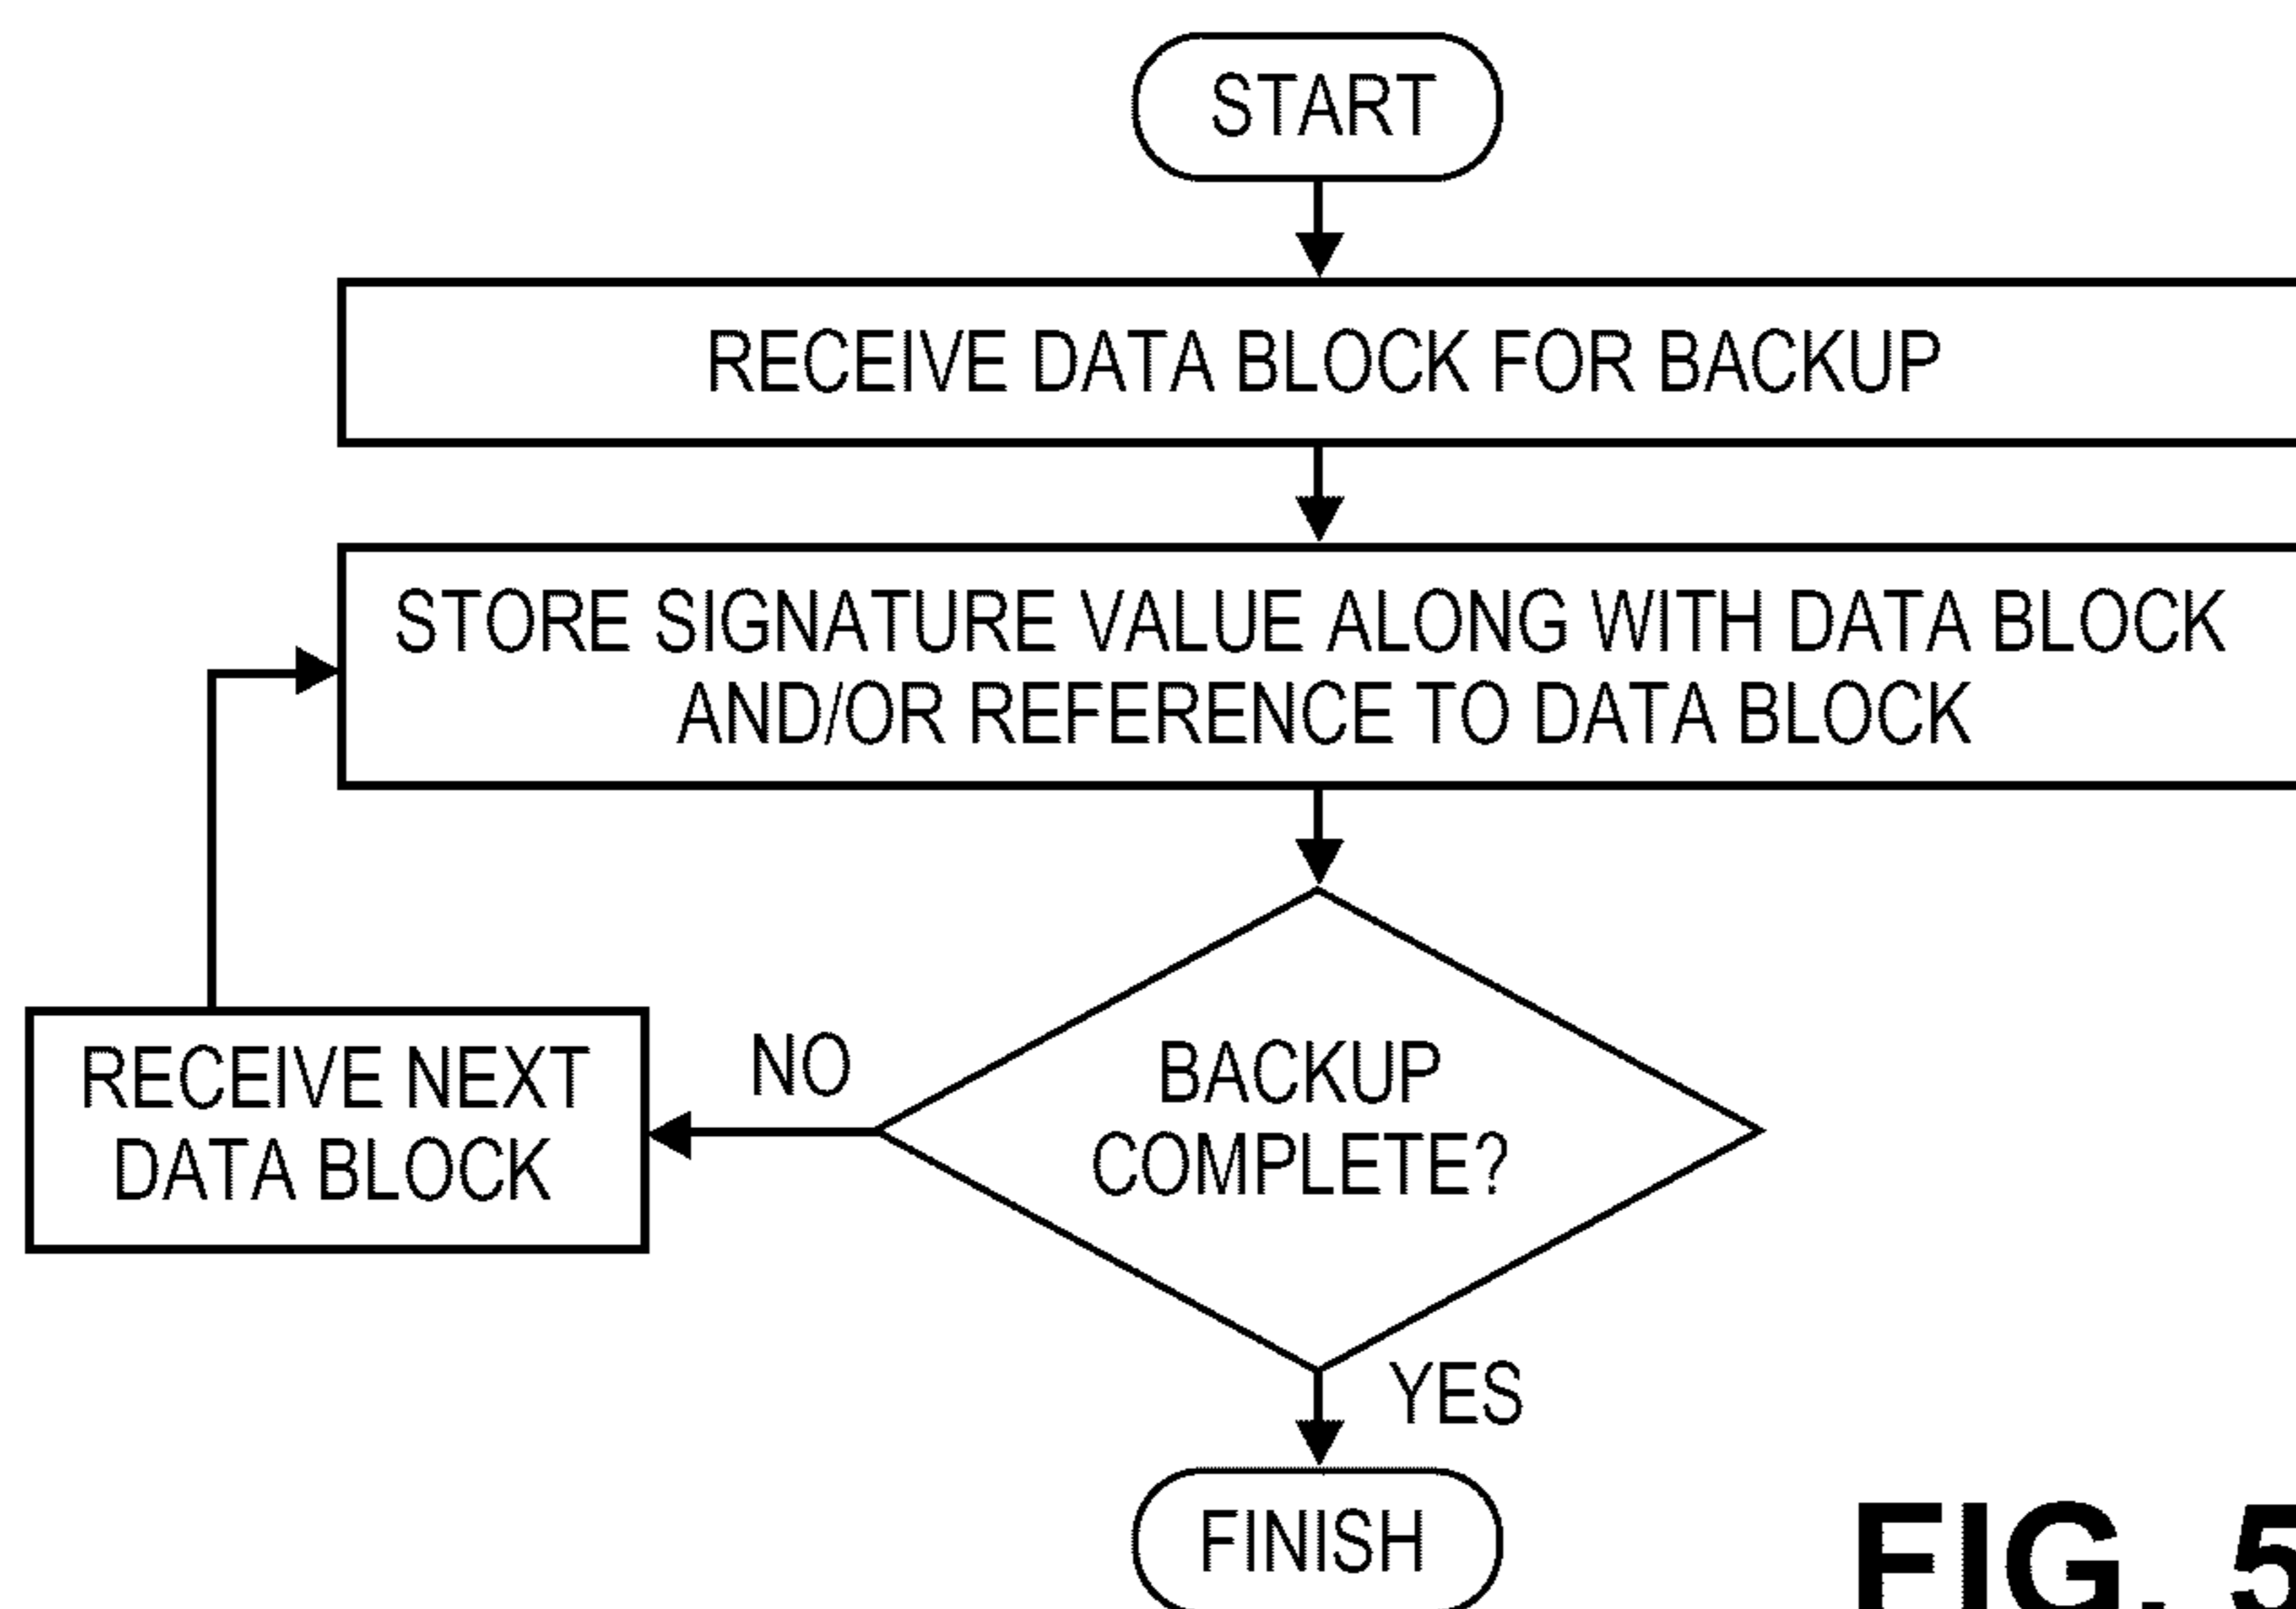 START
RECEIVE DATA BLOCK FOR BACKUP
STORE SIGNATURE VALUE ALONG WITH DATA BLOCK
AND/OR REFERENCE TO DATA BLOCK
RECEIVE NEXT
DATA BLOCK
NO
BACKUP
COMPLETE?
YES
FINISH
FIG. 5